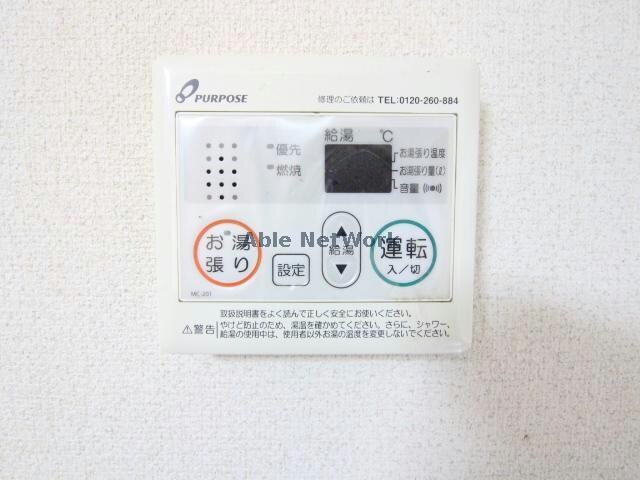 PURPOSE
修理のご依頼は TEL:0120-260-884
給湯 ℃
優先
燃焼
お湯張り温度
お湯張り量(ℓ)
音量
お湯張り
設定
▲
給湯
▼
運転
入／切
Able NetWork
MC-201
⚠警告
取扱説明書をよく読んで正しく安全にお使いください。
やけど防止のため、湯温を確かめてください。さらに、シャワー、
給湯の使用中は、使用者以外お湯の温度を変更しないでください。